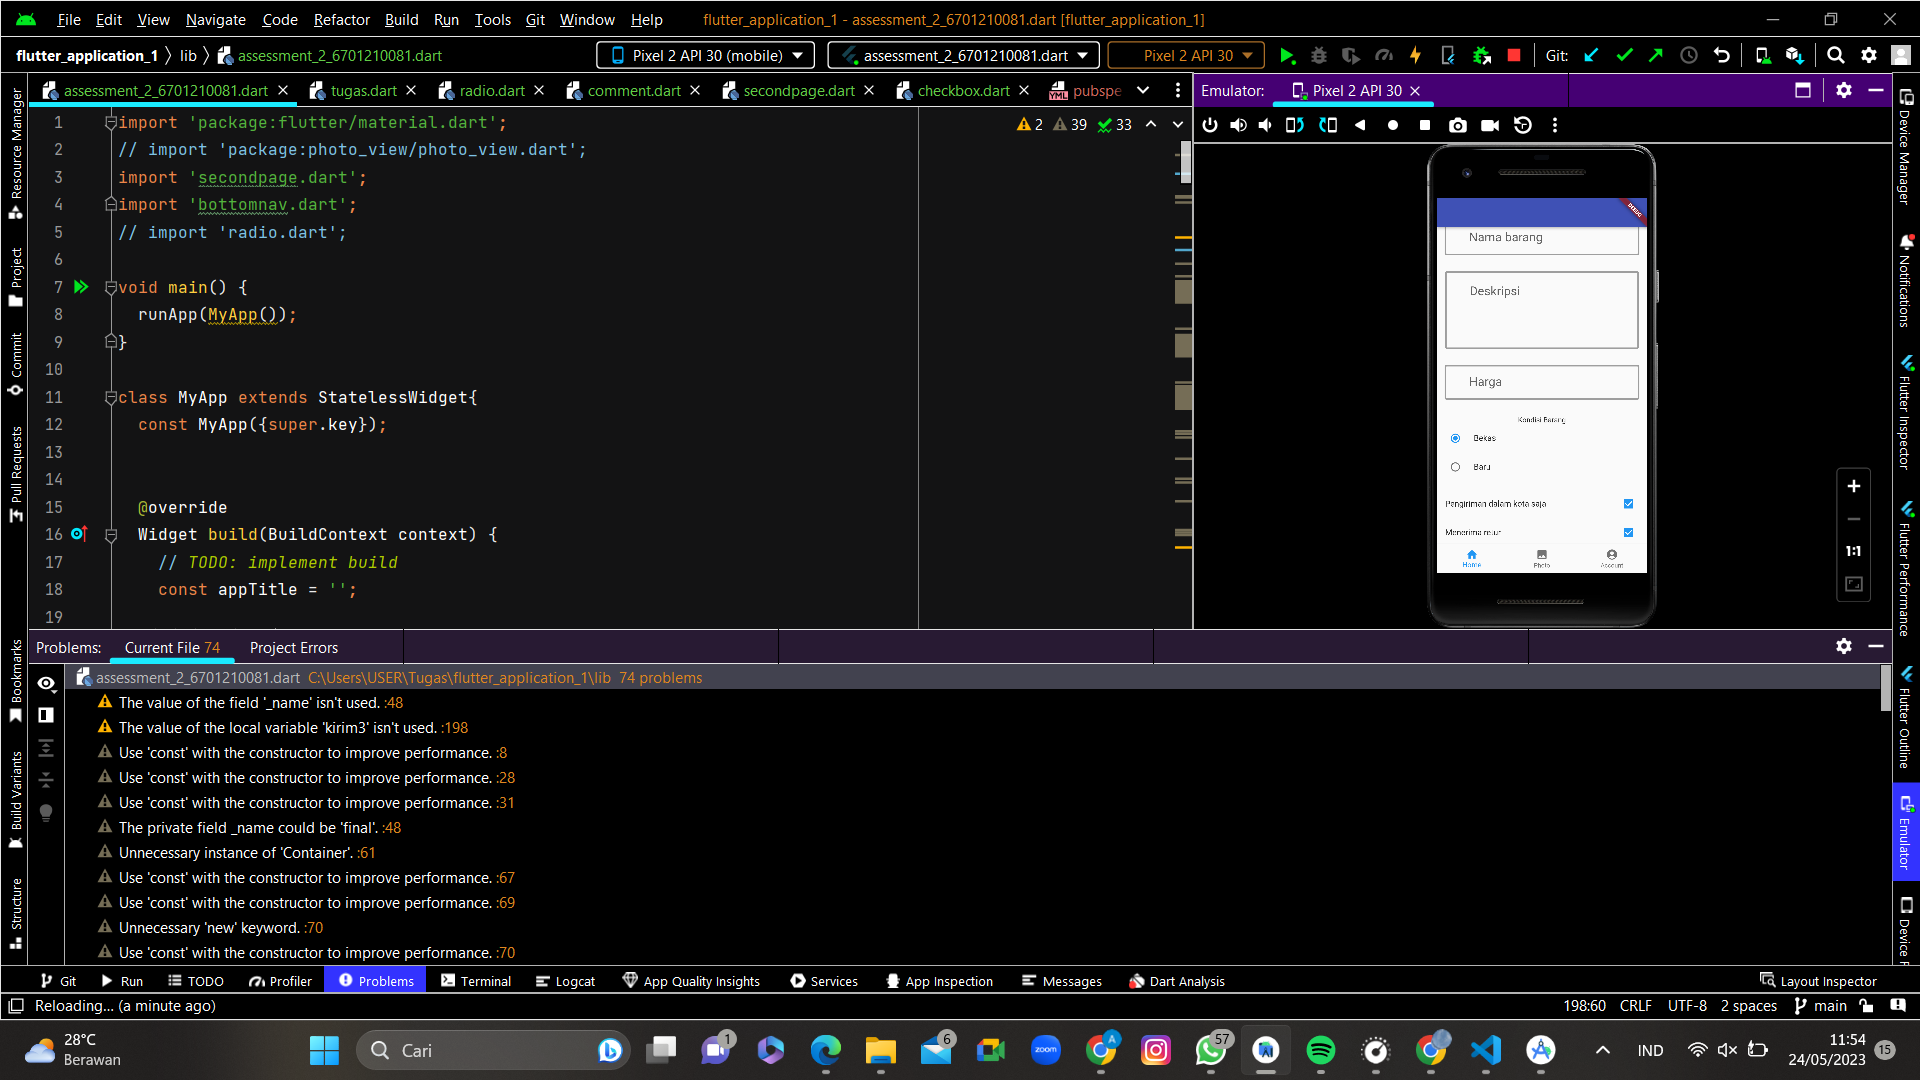 File Edit View Navigate Code Refactor Build Run Tools Git Window Help flutter_application_1 - assessment_2_6701210081.dart [flutter_application_1]
flutter_application_1 lib assessment_2_6701210081.dart Pixel 2 API 30 (mobile) assessment_2_6701210081.dart Pixel 2 API 30 Git:
assessment_2_6701210081.dart tugas.dart radio.dart comment.dart secondpage.dart checkbox.dart pubspe
Emulator: Pixel 2 API 30
2 39 33
1 import 'package:flutter/material.dart';
2 // import 'package:photo_view/photo_view.dart';
3 import 'secondpage.dart';
4 import 'bottomnav.dart';
5 // import 'radio.dart';
6
7 void main() {
8 runApp(MyApp());
9 }
10
11 class MyApp extends StatelessWidget{
12 const MyApp({super.key});
13
14
15 @override
16 Widget build(BuildContext context) {
17 // TODO: implement build
18 const appTitle = '';
19
Resource Manager
Project
Commit
Pull Requests
Bookmarks
Build Variants
Structure
DEBUG
Nama barang
Deskripsi
Harga
Kondisi Barang
Bekas
Baru
Pengiriman dalam kota saja
Menerima retur
Home Photo Account
1:1
Device Manager
Notifications
Flutter Inspector
Flutter Performance
Flutter Outline
Emulator
Device F
Problems: Current File 74 Project Errors
assessment_2_6701210081.dart C:\Users\USER\Tugas\flutter_application_1\lib 74 problems
The value of the field '_name' isn't used. :48
The value of the local variable 'kirim3' isn't used. :198
Use 'const' with the constructor to improve performance. :8
Use 'const' with the constructor to improve performance. :28
Use 'const' with the constructor to improve performance. :31
The private field _name could be 'final'. :48
Unnecessary instance of 'Container'. :61
Use 'const' with the constructor to improve performance. :67
Use 'const' with the constructor to improve performance. :69
Unnecessary 'new' keyword. :70
Use 'const' with the constructor to improve performance. :70
Git Run TODO Profiler Problems Terminal Logcat App Quality Insights Services App Inspection Messages Dart Analysis Layout Inspector
Reloading... (a minute ago) 198:60 CRLF UTF-8 2 spaces main
28°C
Berawan
Cari
1 6 zoom A 57
IND
11:54
24/05/2023
15